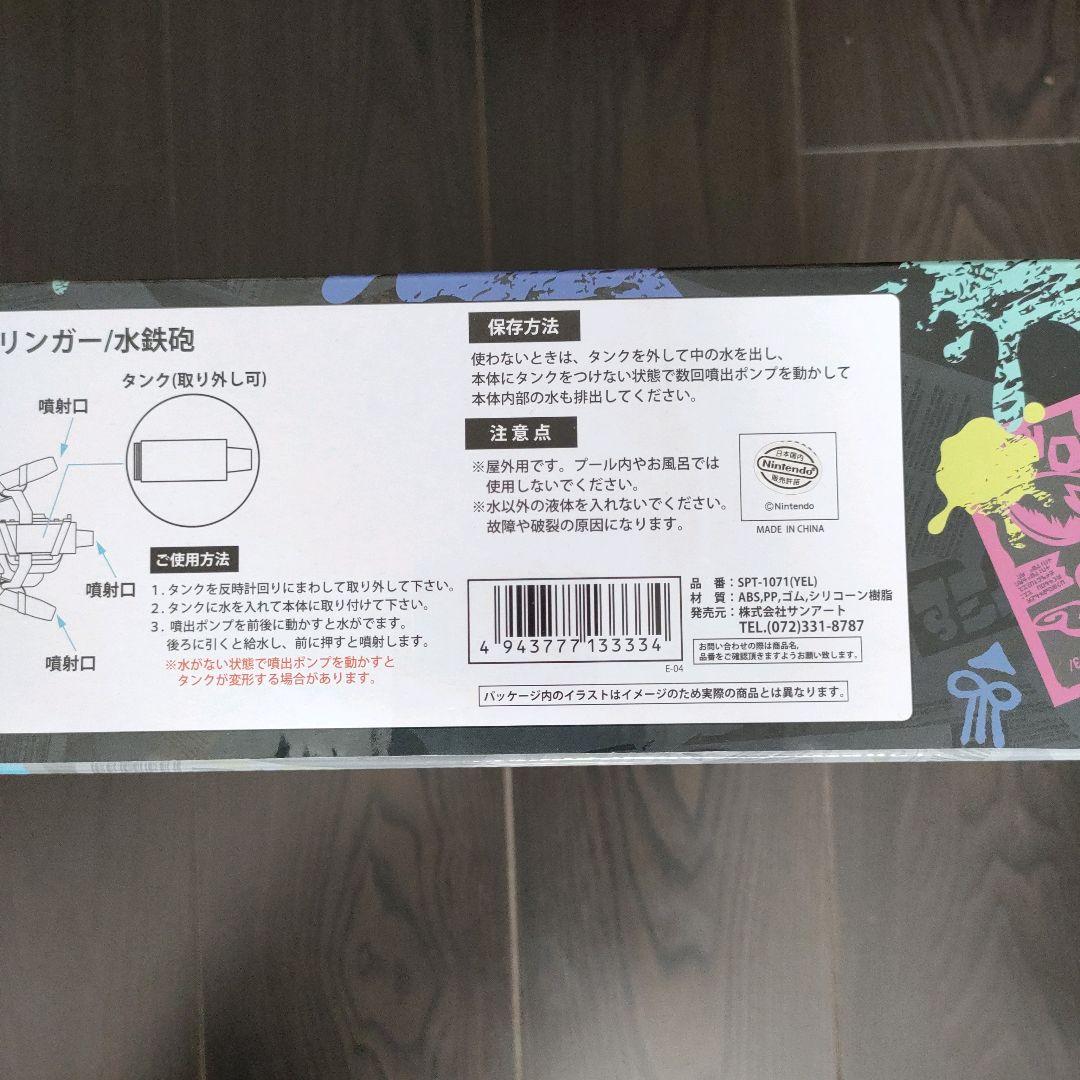 リンガー/水鉄砲
タンク(取り外し可)
噴射口
噴射口
噴射口
ご使用方法
1. タンクを反時計回りにまわして取り外して下さい。
2. タンクに水を入れて本体に取り付けて下さい。
3. 噴出ポンプを前後に動かすと水がでます。
後ろに引くと給水し、前に押すと噴射します。
※水がない状態で噴出ポンプを動かすと
タンクが変形する場合があります。
保存方法
使わないときは、タンクを外して中の水を出し、
本体にタンクをつけない状態で数回噴出ポンプを動かして
本体内部の水も排出してください。
注意点
※屋外用です。プール内やお風呂では
使用しないでください。
※水以外の液体を入れないでください。
故障や破裂の原因になります。
日本国内
Nintendo
販売許諾
©Nintendo
MADE IN CHINA
4 943777 133334
E-04
品 番：SPT-1071(YEL)
材 質：ABS,PP,ゴム,シリコーン樹脂
発売元：株式会社サンアート
TEL.(072)331-8787
お問い合わせの際は商品名,
品番をご確認頂きますようお願い致します。
パッケージ内のイラストはイメージのため実際の商品とは異なります。